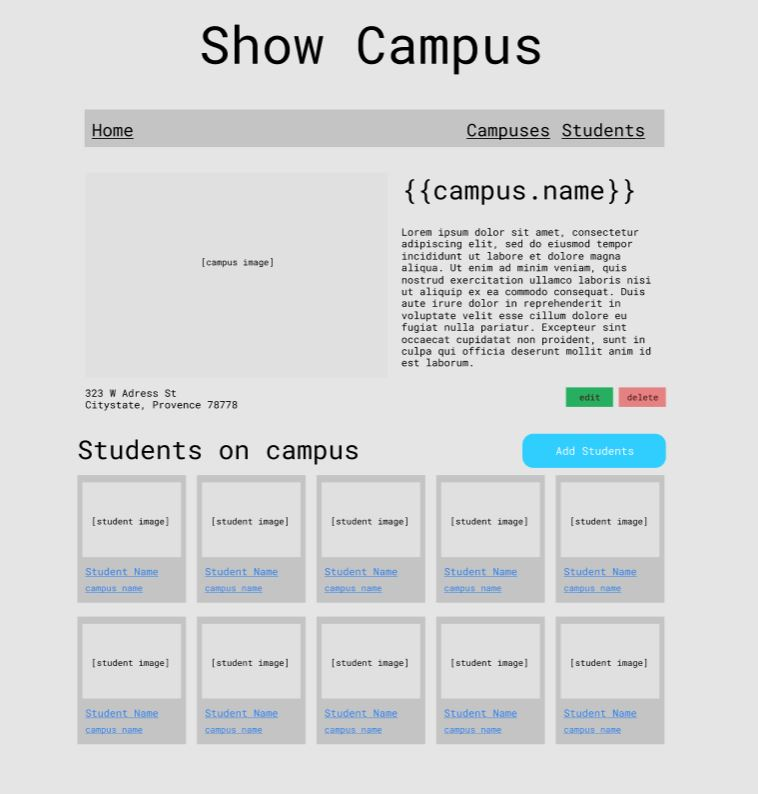 Show Campus
Home Campuses Students
[campus image]
{{campus.name}}
Lorem ipsum dolor sit amet, consectetur
adipiscing elit, sed do eiusmod tempor
incididunt ut labore et dolore magna
aliqua. Ut enim ad minim veniam, quis
nostrud exercitation ullamco laboris nisi
ut aliquip ex ea commodo consequat. Duis
aute irure dolor in reprehenderit in
voluptate velit esse cillum dolore eu
fugiat nulla pariatur. Excepteur sint
occaecat cupidatat non proident, sunt in
culpa qui officia deserunt mollit anim id
est laborum.
323 W Adress St
Citystate, Provence 78778
edit delete
Students on campus
Add Students
[student image] [student image] [student image] [student image] [student image]
Student Name Student Name Student Name Student Name Student Name
campus name campus name campus name campus name campus name
[student image] [student image] [student image] [student image] [student image]
Student Name Student Name Student Name Student Name Student Name
campus name campus name campus name campus name campus name